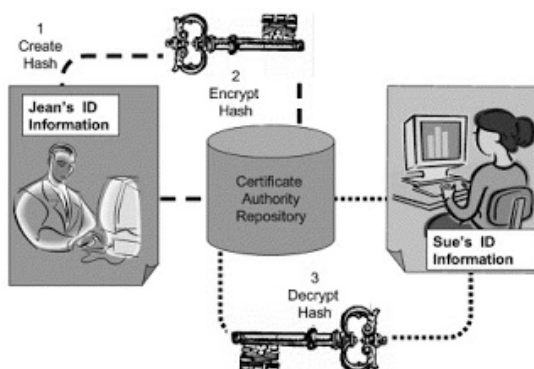 1
Create
Hash
2
Encrypt
Hash
Jean's ID
Information
Certificate
Authority
Repository
Sue's ID
Information
3
Decrypt
Hash